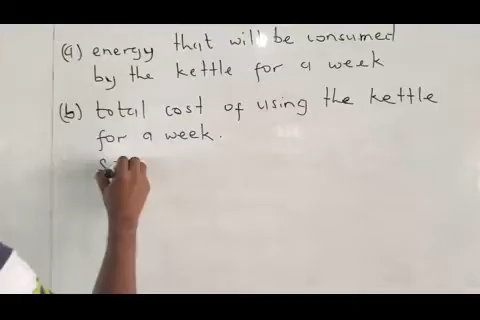 (a) energy that will be consumed
by the kettle for a week
(b) total cost of using the kettle
for a week.